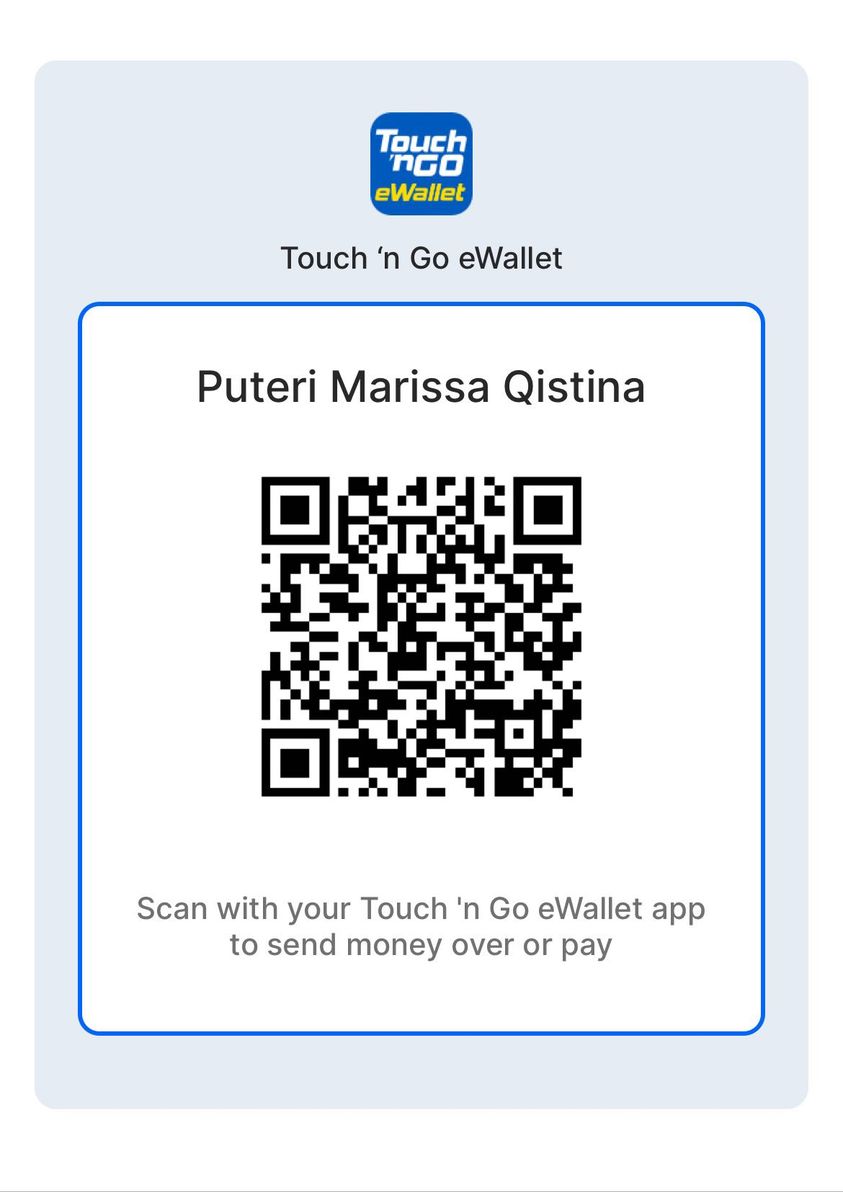 Touch
'nGO
eWallet
Touch ‘n Go eWallet
Puteri Marissa Qistina
Scan with your Touch 'n Go eWallet app
to send money over or pay